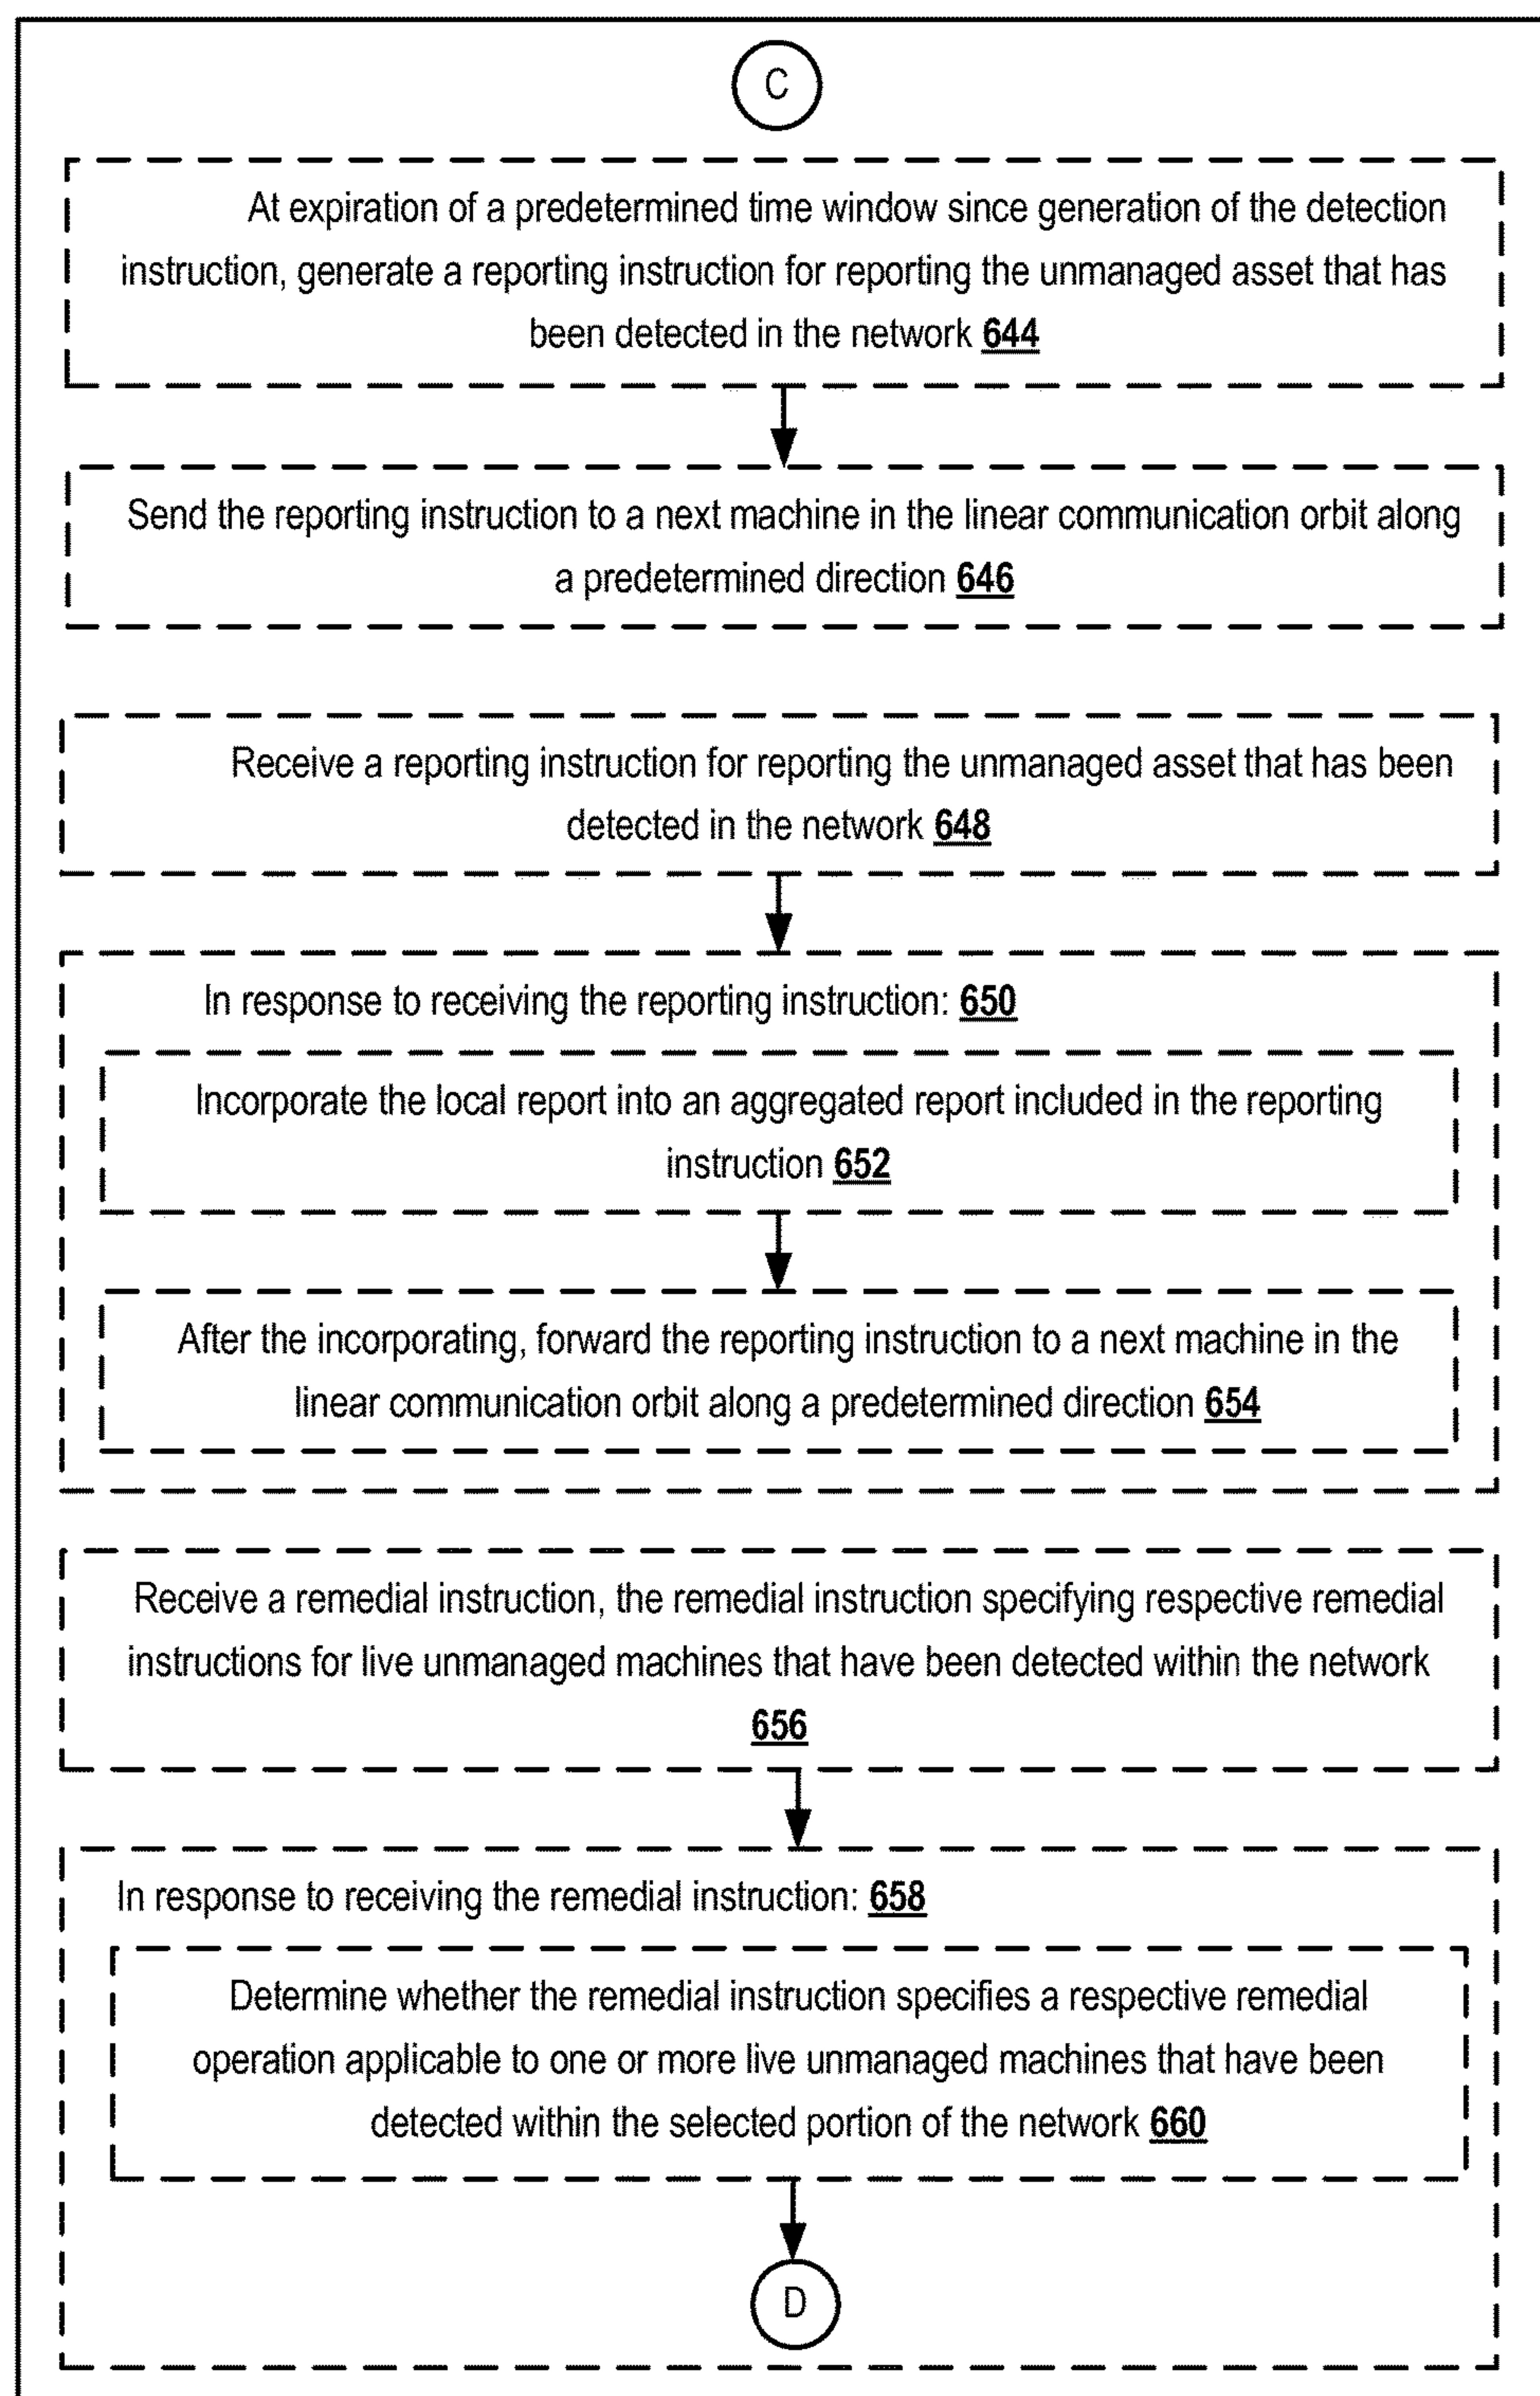 C
At expiration of a predetermined time window since generation of the detection
instruction, generate a reporting instruction for reporting the unmanaged asset that has
been detected in the network 644
Send the reporting instruction to a next machine in the linear communication orbit along
a predetermined direction 646
Receive a reporting instruction for reporting the unmanaged asset that has been
detected in the network 648
In response to receiving the reporting instruction: 650
Incorporate the local report into an aggregated report included in the reporting
instruction 652
After the incorporating, forward the reporting instruction to a next machine in the
linear communication orbit along a predetermined direction 654
Receive a remedial instruction, the remedial instruction specifying respective remedial
instructions for live unmanaged machines that have been detected within the network
656
In response to receiving the remedial instruction: 658
Determine whether the remedial instruction specifies a respective remedial
operation applicable to one or more live unmanaged machines that have been
detected within the selected portion of the network 660
D